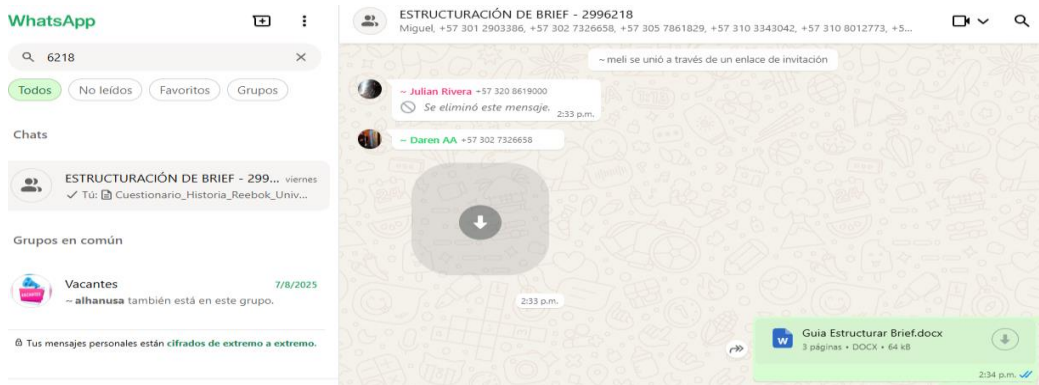 WhatsApp
6218
Todos
No leídos
Favoritos
Grupos
Chats
ESTRUCTURACIÓN DE BRIEF - 299... viernes
Tú: Cuestionario_Historia_Reebok_Univ...
Grupos en común
Vacantes 7/8/2025
~ alhanusa también está en este grupo.
Tus mensajes personales están cifrados de extremo a extremo.
ESTRUCTURACIÓN DE BRIEF - 2996218
Miguel, +57 301 2903386, +57 302 7326658, +57 305 7861829, +57 310 3343042, +57 310 8012773, +5...
~ meli se unió a través de un enlace de invitación
~ Julian Rivera +57 320 8619000
Se eliminó este mensaje. 2:33 p.m.
~ Daren AA +57 302 7326658
2:33 p.m.
W
Guia Estructurar Brief.docx
3 páginas • DOCX • 64 kB
2:34 p.m.